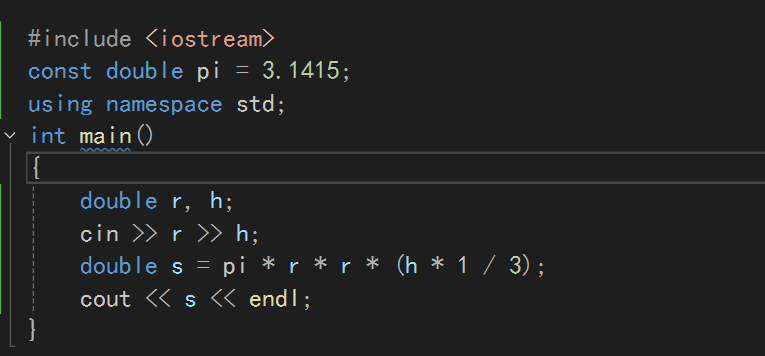 #include <iostream>
const double pi = 3.1415;
using namespace std;
int main()
{
double r, h;
cin >> r >> h;
double s = pi * r * r * (h * 1 / 3);
cout << s << endl;
}